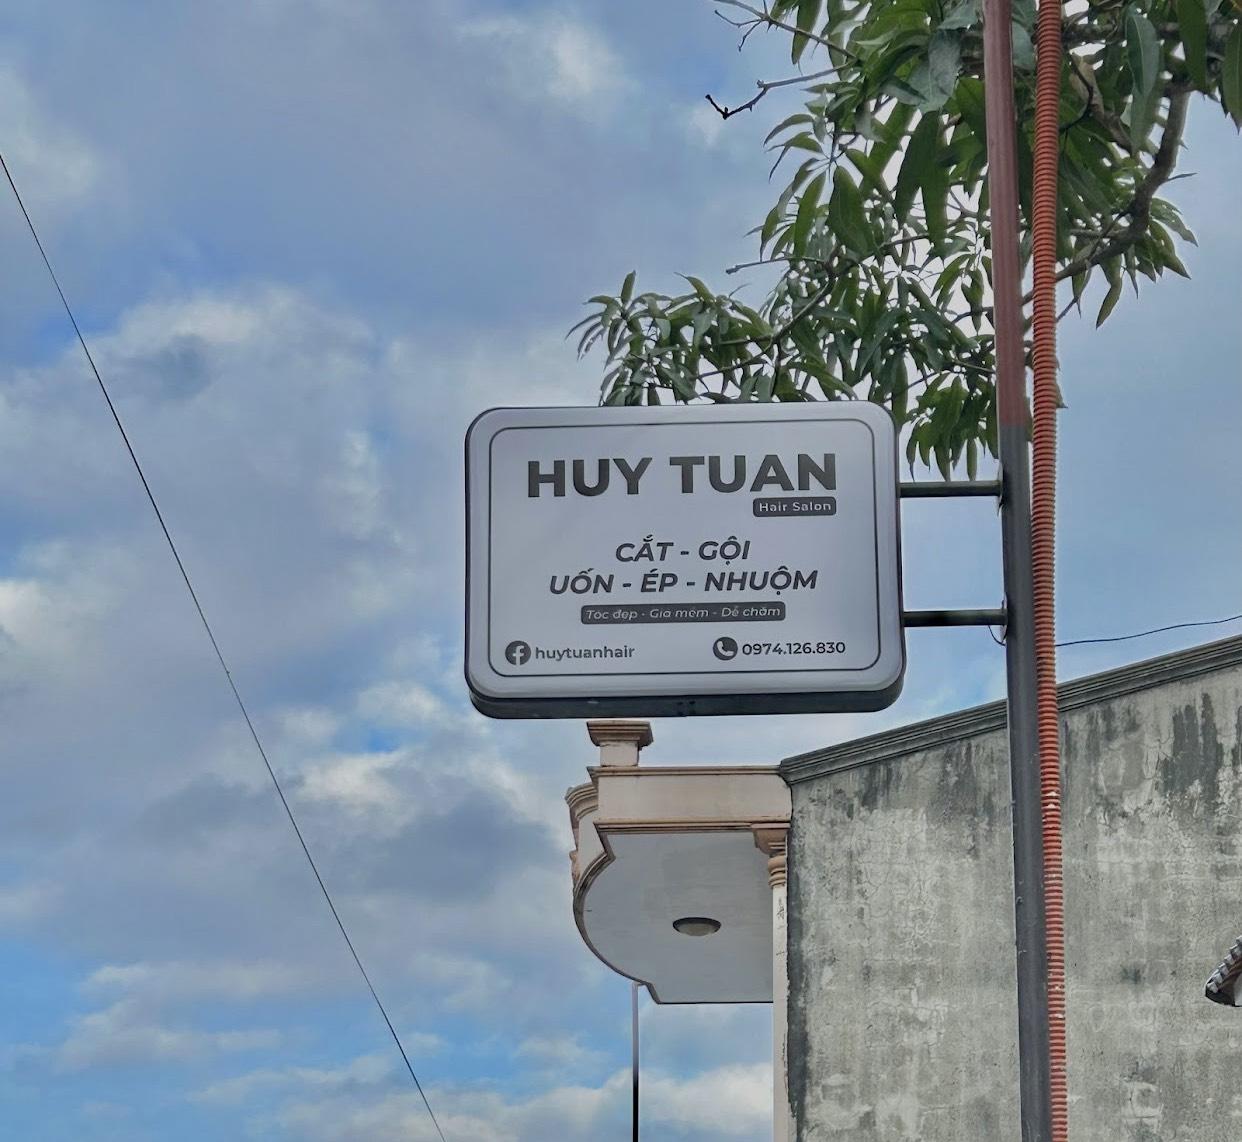 HUY TUAN
Hair Salon
CẮT - GỘI
UỐN - ÉP - NHUỘM
Tóc đẹp - Giá mềm - Dễ chăm
huytuanhair
0974.126.830